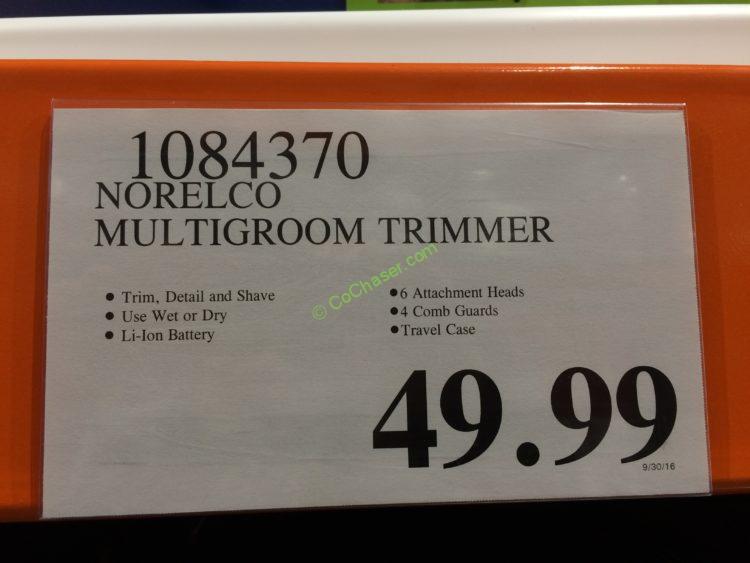 1084370
NORELCO
MULTIGROOM TRIMMER
• Trim, Detail and Shave
• Use Wet or Dry
• Li-Ion Battery
•6 Attachment Heads
•4 Comb Guards
•Travel Case
© CoChaser.com
49.99
9/30/16